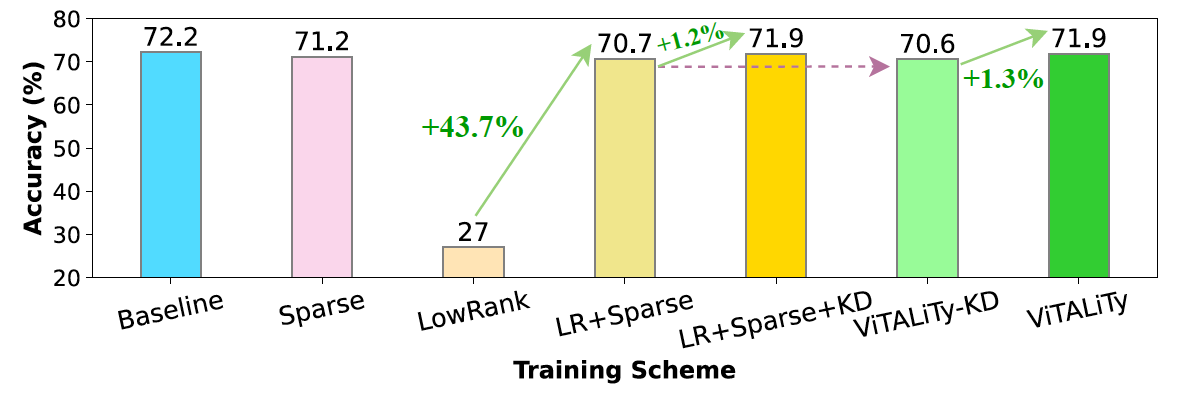 Accuracy (%)
80
70
60
50
40
30
20
72.2
71.2
27
70.7
71.9
70.6
71.9
+43.7%
+1.2%
+1.3%
Baseline
Sparse
LowRank
LR+Sparse
LR+Sparse+KD
ViTALiTy-KD
ViTALiTy
Training Scheme